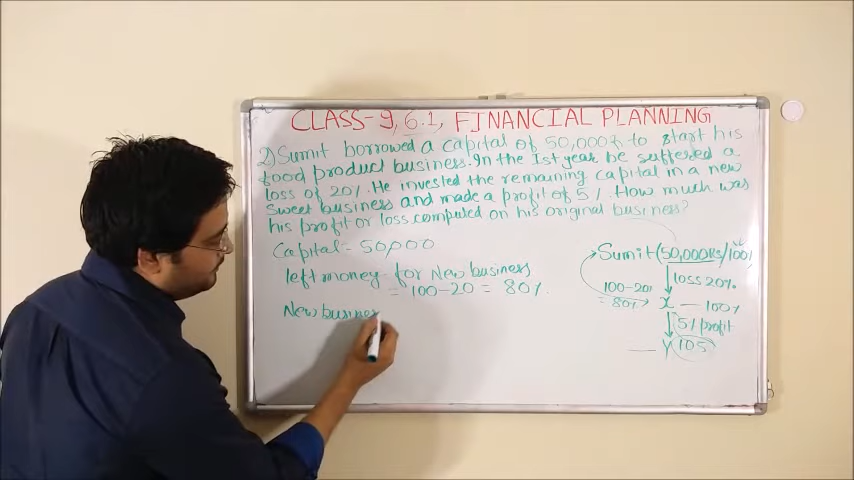 CLASS-9, 6.1, FINANCIAL PLANNING
2) Sumit borrowed a capital of 50,000₹ to start his
food product business. In the Ist year he suffered a
loss of 20%. He invested the remaining capital in a new
sweet business and made a profit of 5%. How much was
his profit or loss computed on his original business?
Capital = 50,000
left money for New business
= 100-20 = 80%.
New busines
Sumit (50,000Rs/100%
loss 20%
100-20%
= 80%
x — 100%
5% profit
— y 105